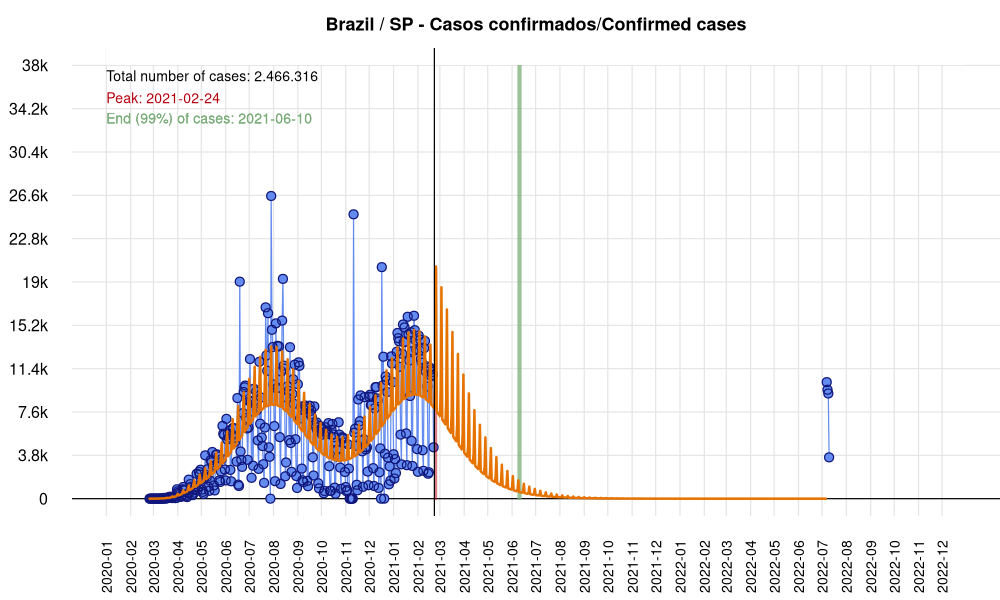 Brazil / SP - Casos confirmados/Confirmed cases
Total number of cases: 2.466.316
Peak: 2021-02-24
End (99%) of cases: 2021-06-10
38k
34.2k
30.4k
26.6k
22.8k
19k
15.2k
11.4k
7.6k
3.8k
0
2020-01
2020-02
2020-03
2020-04
2020-05
2020-06
2020-07
2020-08
2020-09
2020-10
2020-11
2020-12
2021-01
2021-02
2021-03
2021-04
2021-05
2021-06
2021-07
2021-08
2021-09
2021-10
2021-11
2021-12
2022-01
2022-02
2022-03
2022-04
2022-05
2022-06
2022-07
2022-08
2022-09
2022-10
2022-11
2022-12